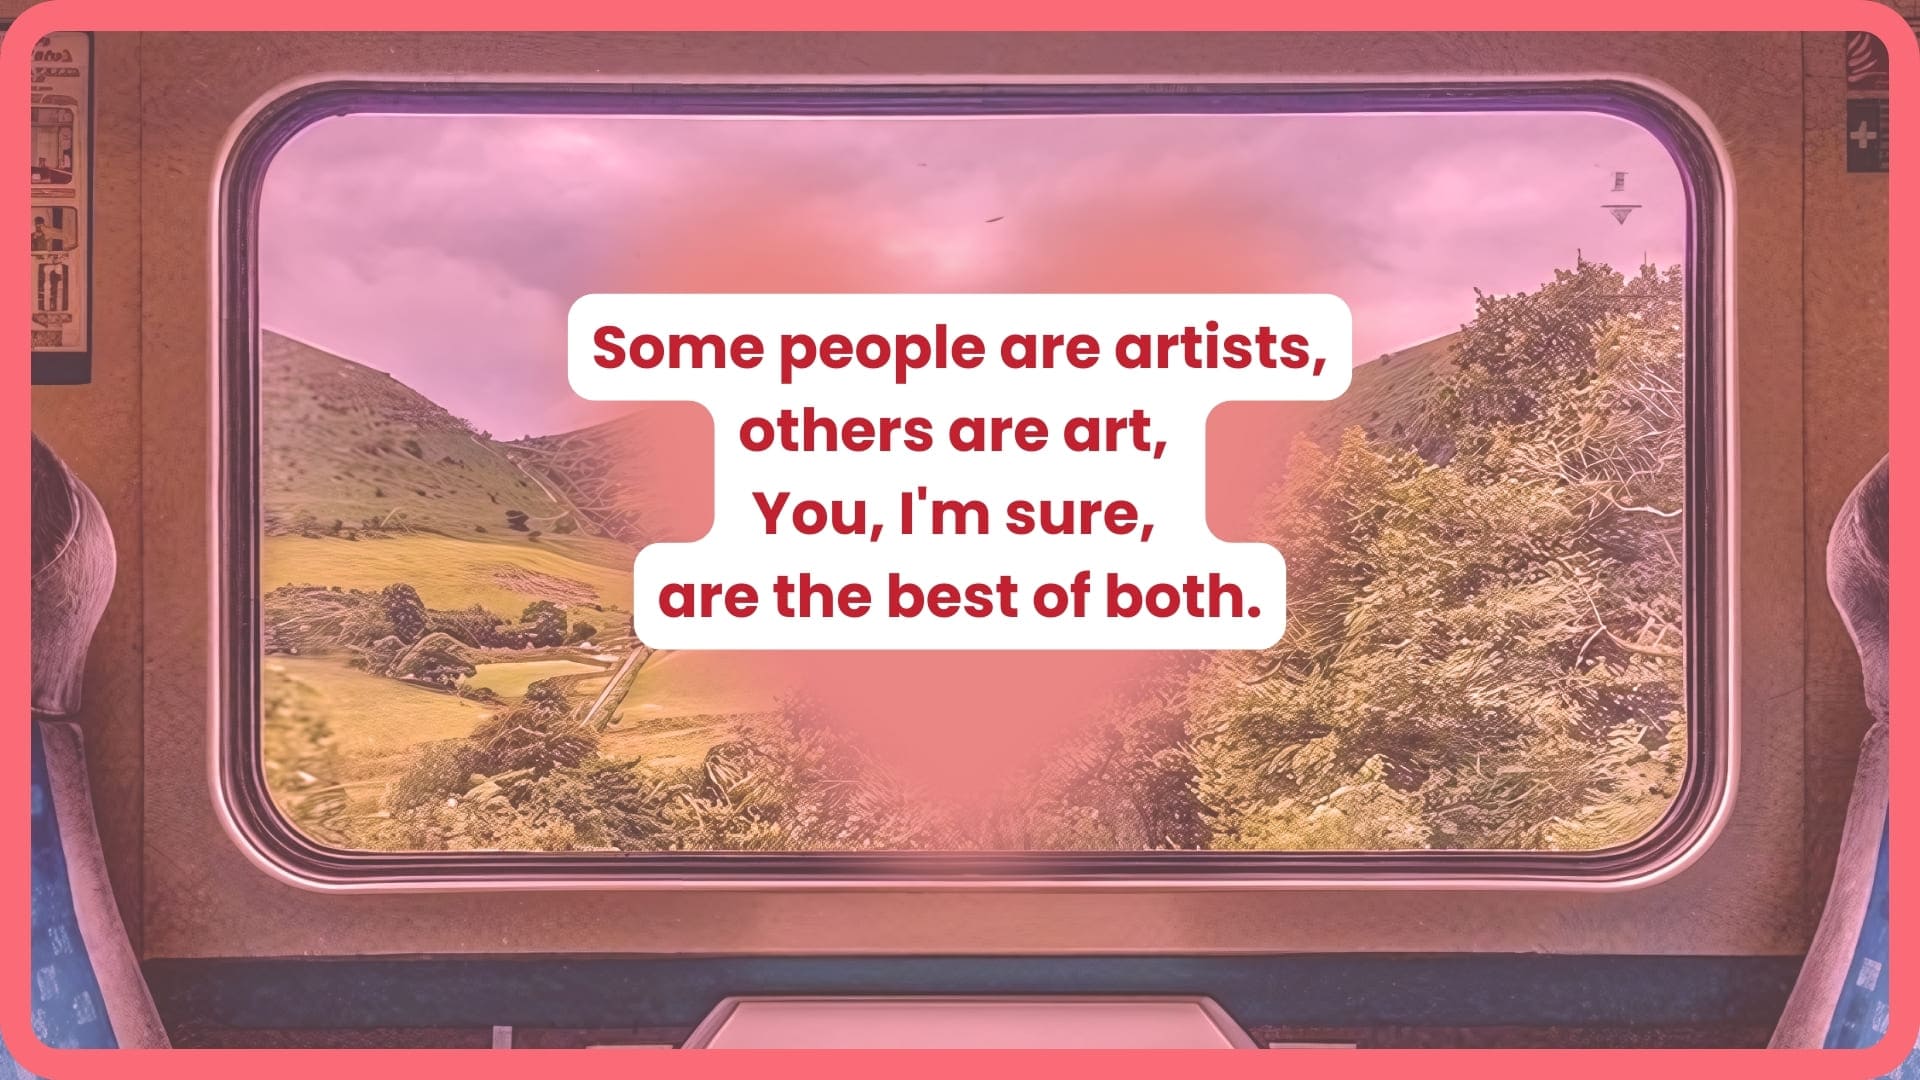 Some people are artists,
others are art,
You, I'm sure,
are the best of both.